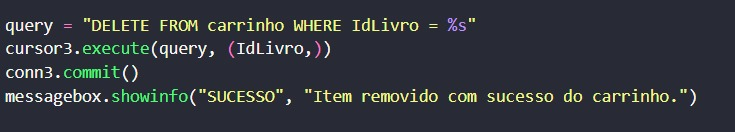 query = "DELETE FROM carrinho WHERE IdLivro = %s"
cursor3.execute(query, (IdLivro,))
conn3.commit()
messagebox.showinfo("SUCESSO", "Item removido com sucesso do carrinho.")